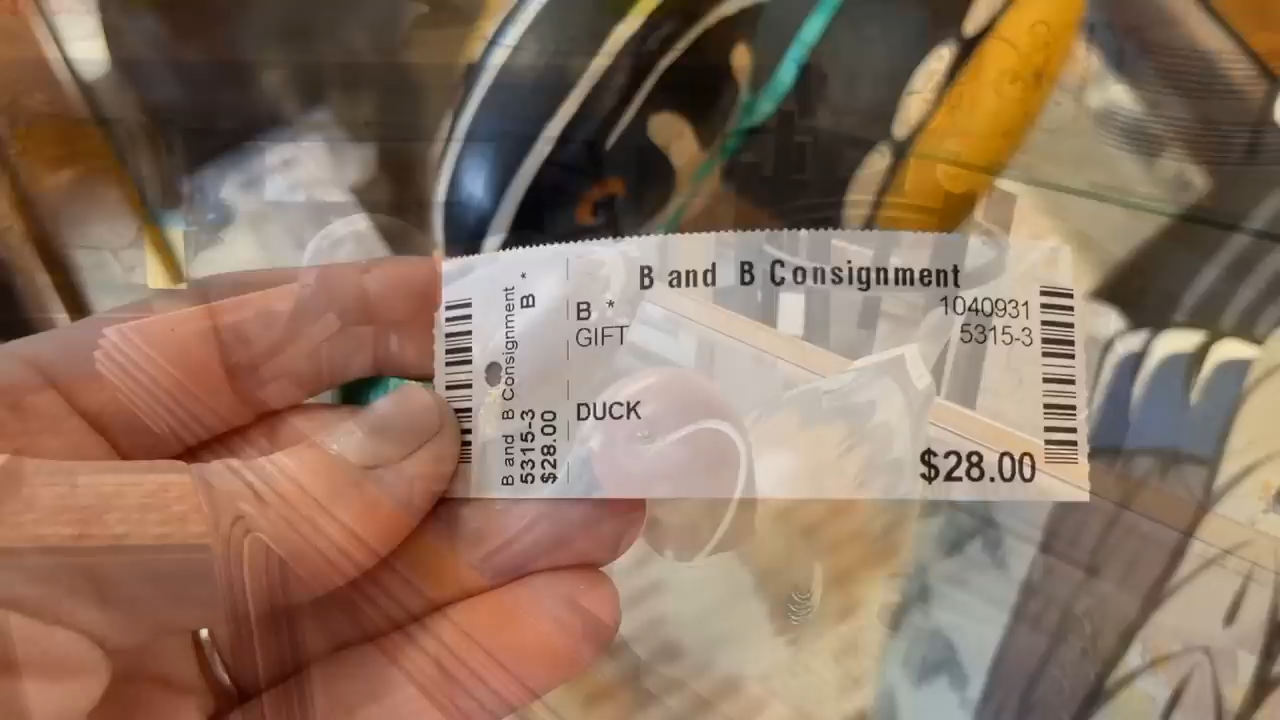 B and B Consignment
B *
1040931
GIFT
5315-3
DUCK
$28.00
B and B Consignment
B *
5315-3
$28.00